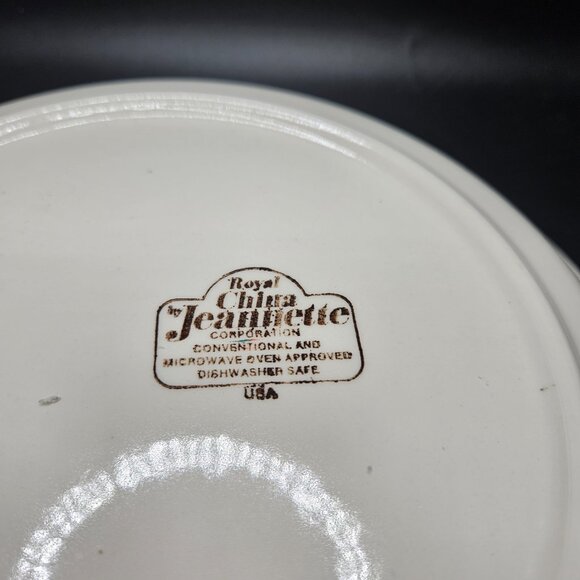 Royal
China
by Jeannette
CORPORATION
CONVENTIONAL AND
MICROWAVE OVEN APPROVED
DISHWASHER SAFE
USA